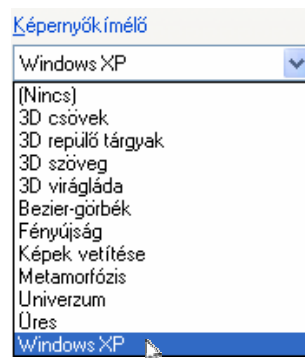 Képernyőkímélő
Windows XP
(Nincs)
3D csövek
3D repülő tárgyak
3D szöveg
3D virágláda
Bezier-görbék
Fényújság
Képek vetítése
Metamorfózis
Univerzum
Üres
Windows XP